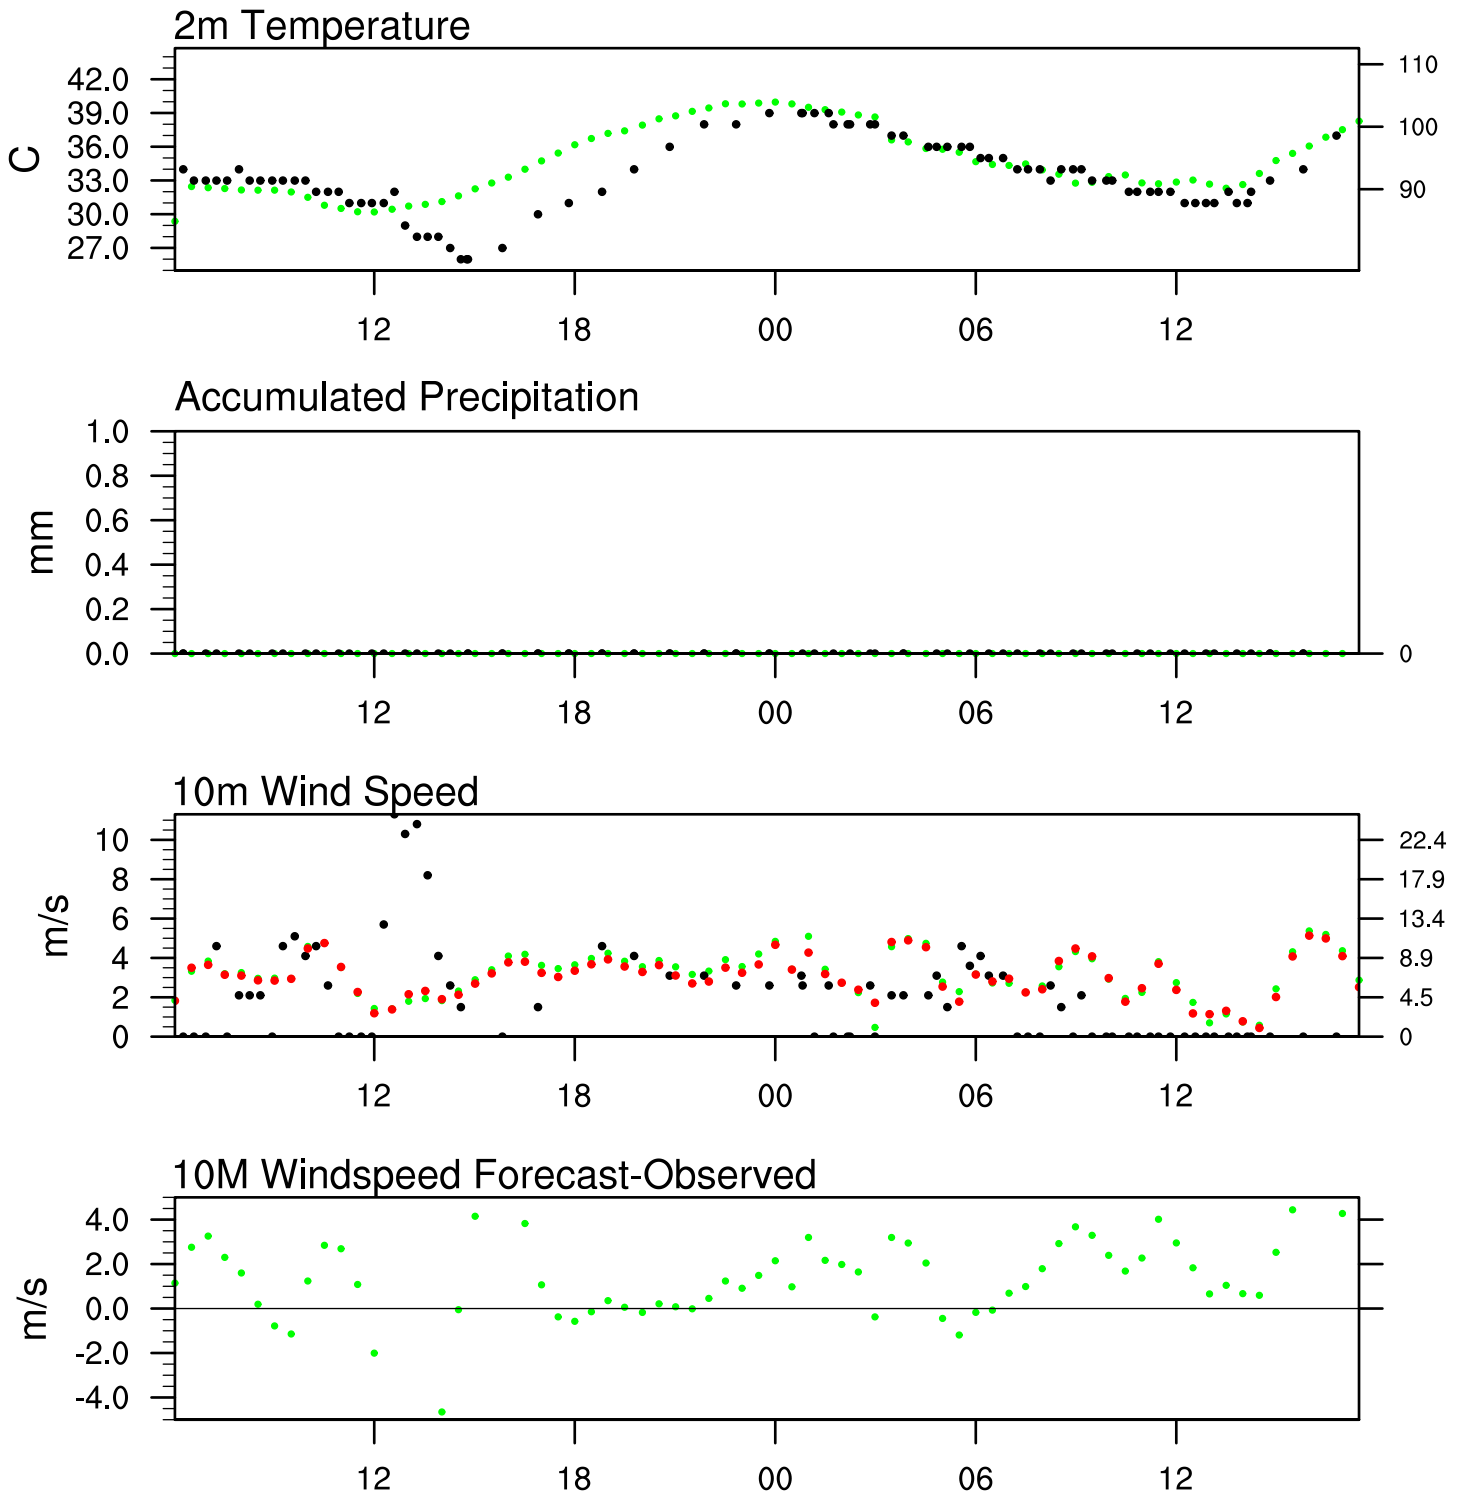 2m Temperature
42.0
39.0
36.0
33.0
30.0
27.0
C
110
100
90
12 18 00 06 12
Accumulated Precipitation
1.0
0.8
0.6
0.4
0.2
0.0
mm
0
12 18 00 06 12
10m Wind Speed
10
8
6
4
2
0
m/s
22.4
17.9
13.4
8.9
4.5
0
12 18 00 06 12
10M Windspeed Forecast-Observed
4.0
2.0
0.0
-2.0
-4.0
m/s
12 18 00 06 12